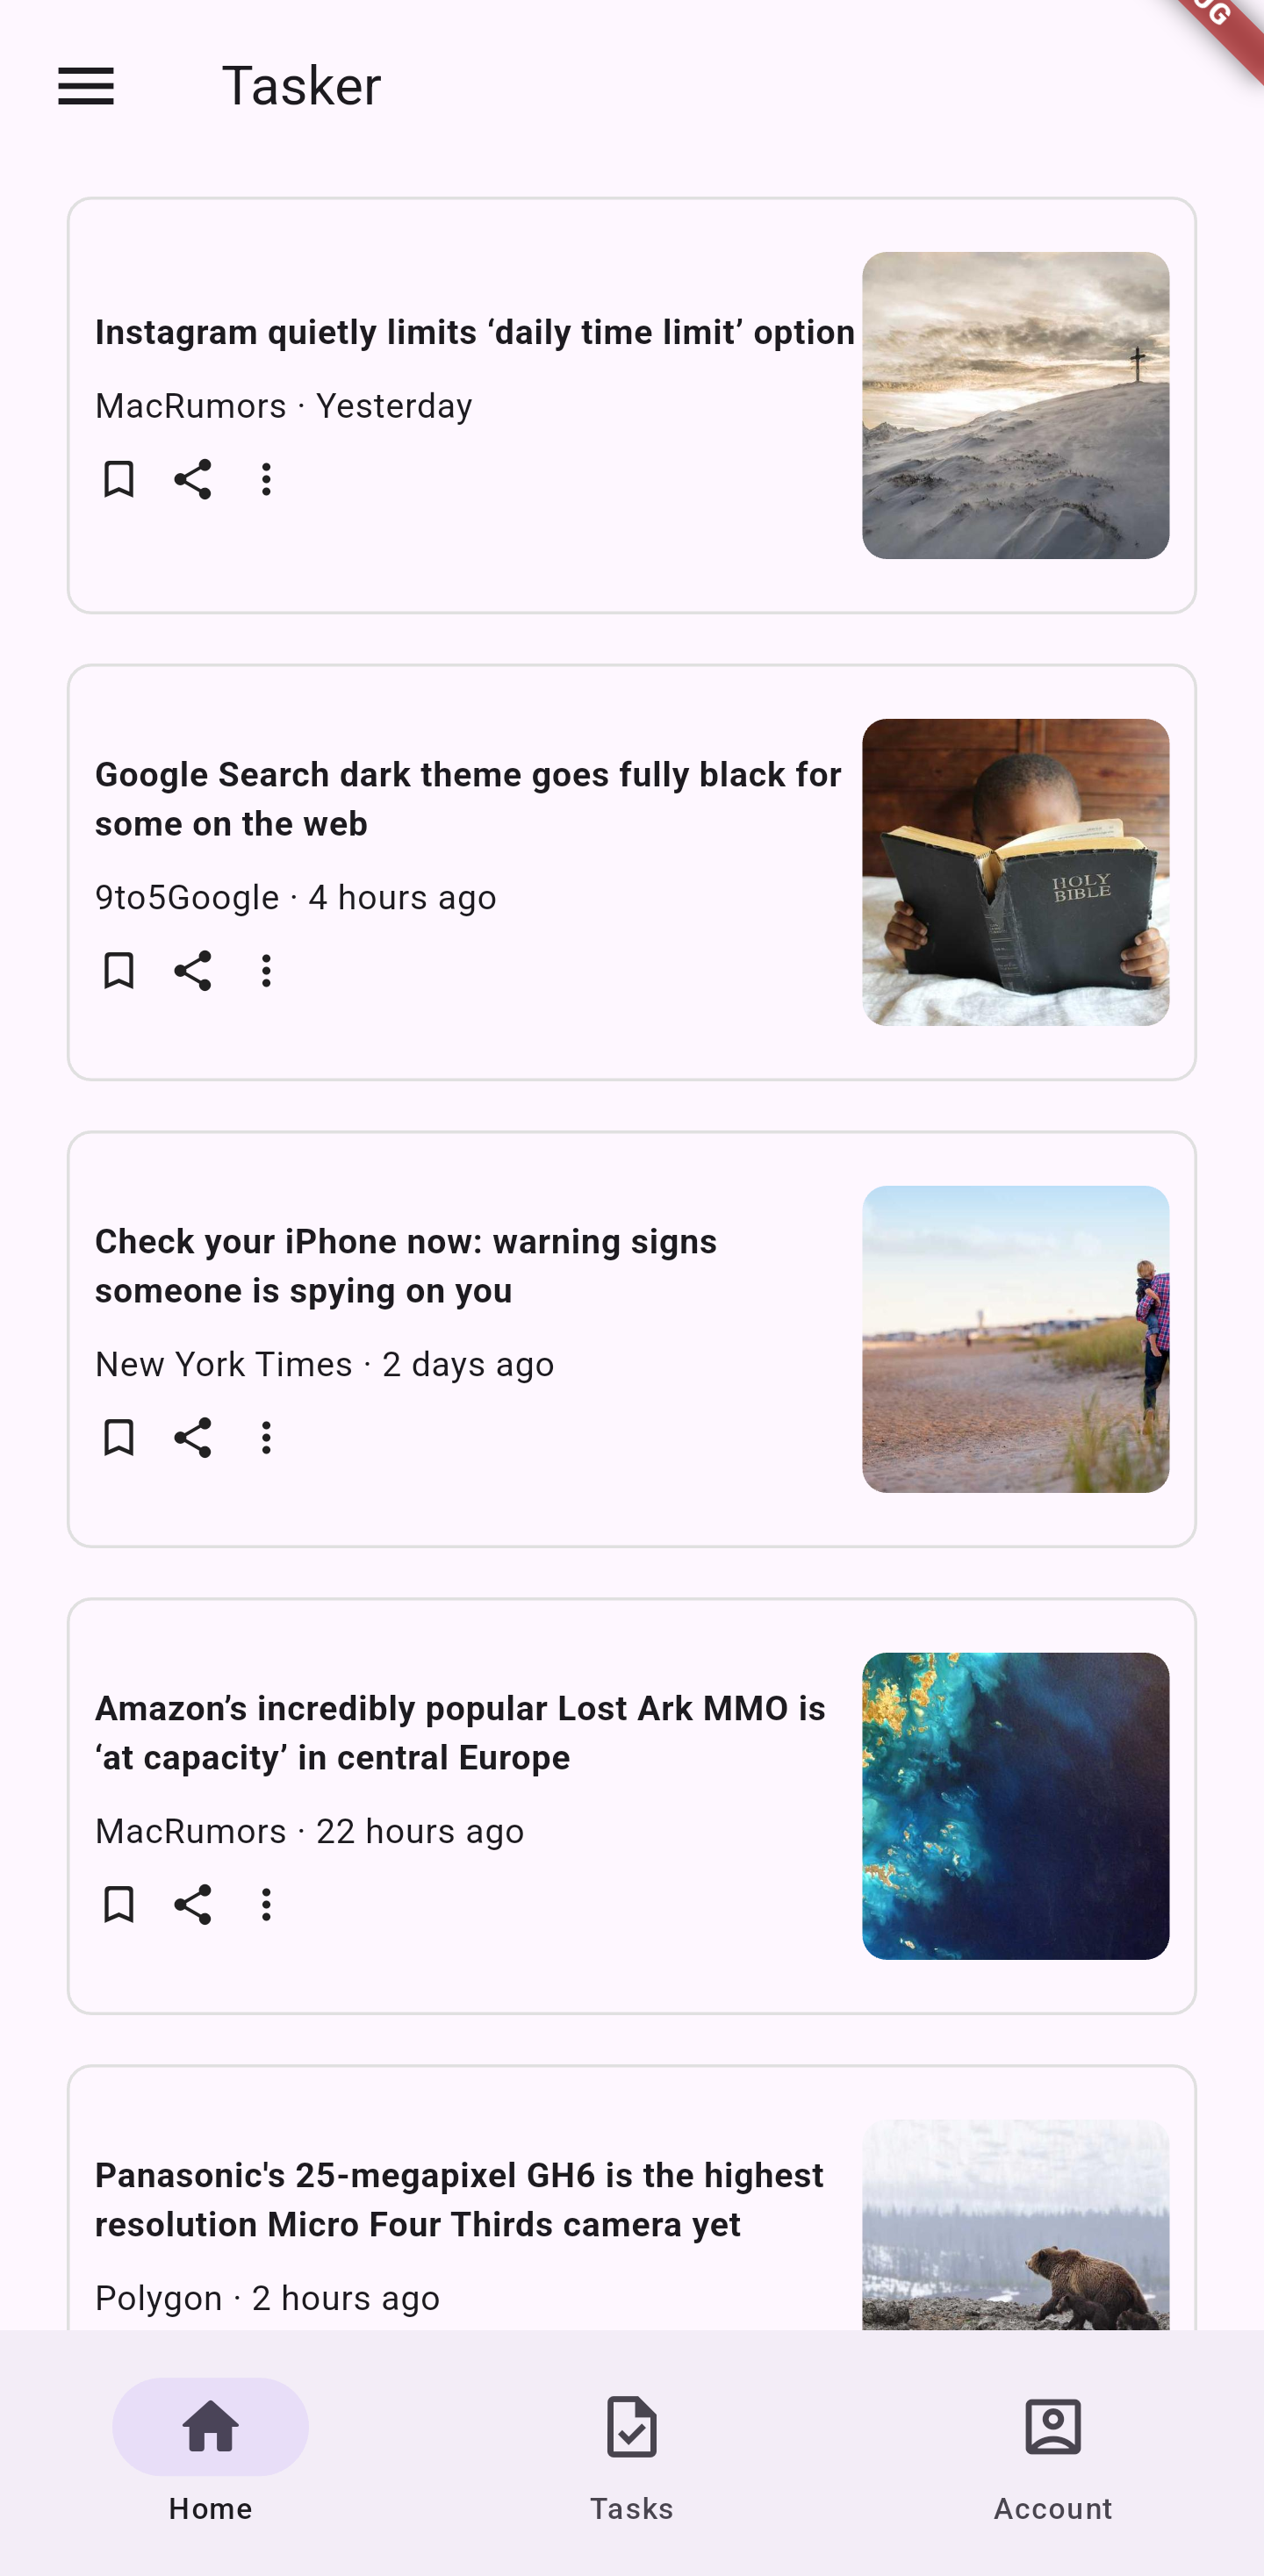 Tasker
Instagram quietly limits ‘daily time limit’ option
MacRumors · Yesterday
Google Search dark theme goes fully black for
some on the web
9to5Google · 4 hours ago
HOLY
BIBLE
Check your iPhone now: warning signs
someone is spying on you
New York Times · 2 days ago
Amazon’s incredibly popular Lost Ark MMO is
‘at capacity’ in central Europe
MacRumors · 22 hours ago
Panasonic's 25-megapixel GH6 is the highest
resolution Micro Four Thirds camera yet
Polygon · 2 hours ago
Home
Tasks
Account